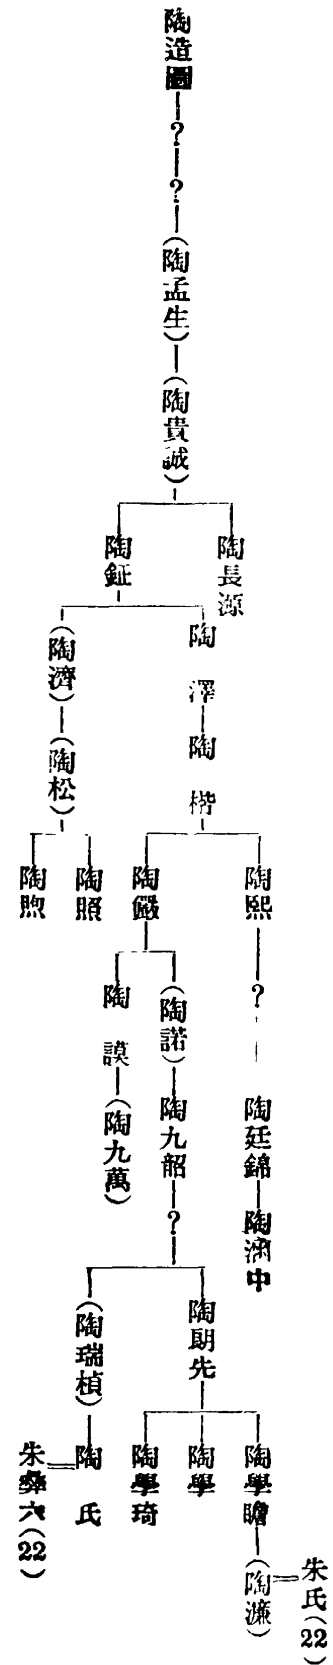 陶造圖
?
?
(陶孟生)
(陶貴誠)
陶長源
陶鉦
陶澤
(陶濟)
陶楷
(陶松)
陶熙
陶儼
陶照
陶煦
?
(陶諾)
陶謨
陶廷錦
陶九韶
(陶九萬)
陶涵中
?
陶朗先
(陶瑞楨)
陶學瞻
陶學
陶學琦
陶氏
朱彝六(22)
(陶濂)
朱氏(22)